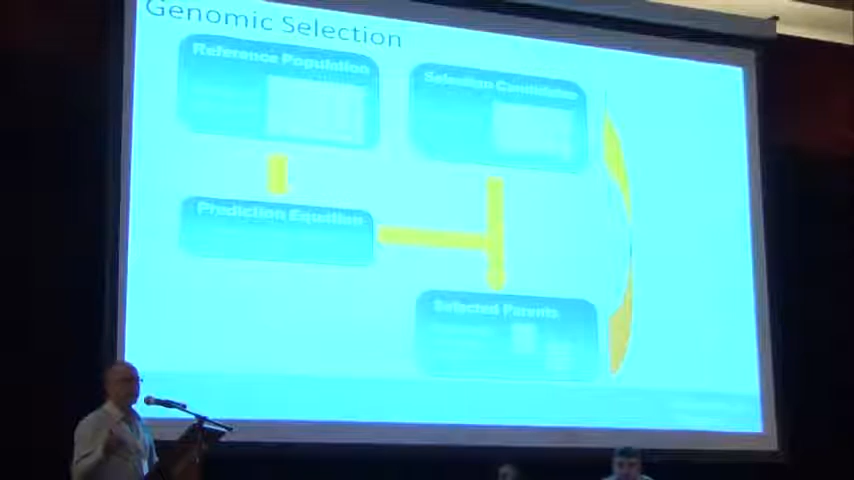 Genomic Selection
Reference Population
Selection Candidates
Prediction Equation
Selected Parents